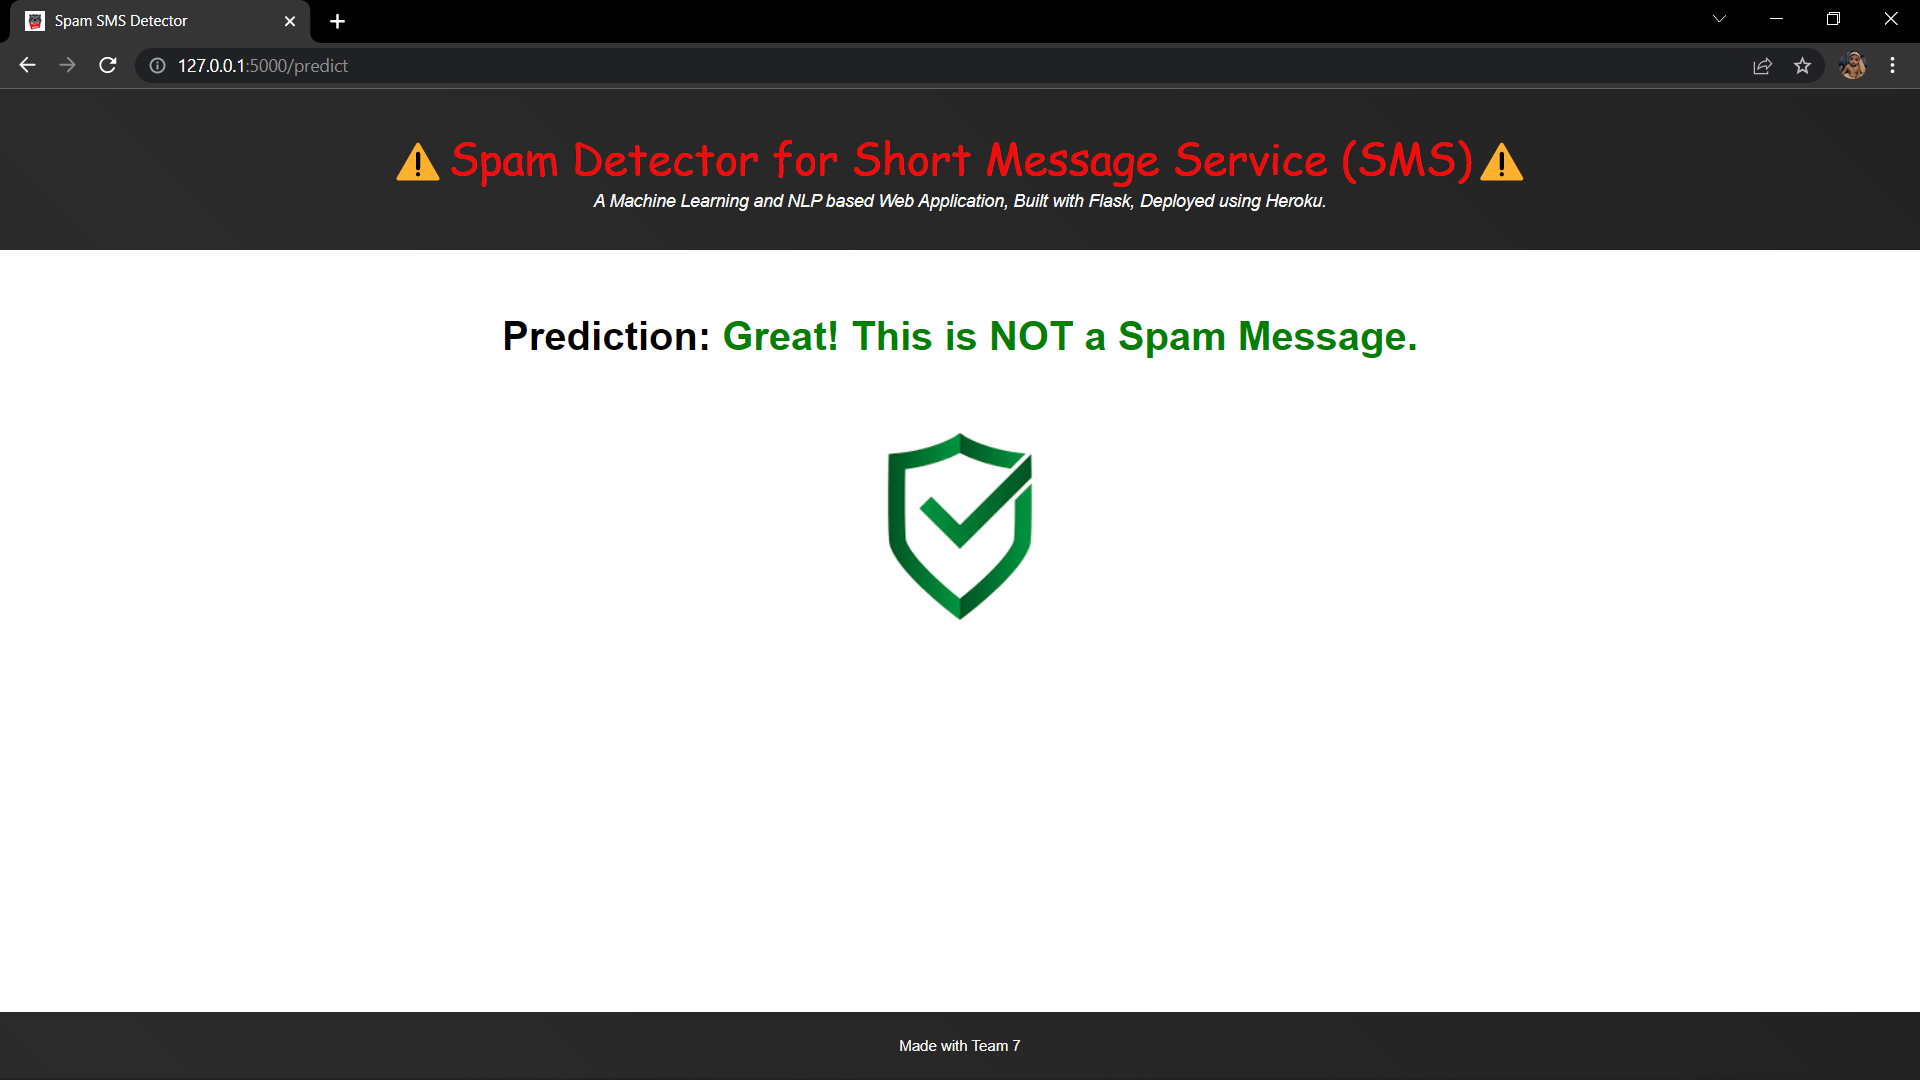 Spam SMS Detector
127.0.0.1:5000/predict
Spam Detector for Short Message Service (SMS)
A Machine Learning and NLP based Web Application, Built with Flask, Deployed using Heroku.
Prediction: Great! This is NOT a Spam Message.
Made with Team 7